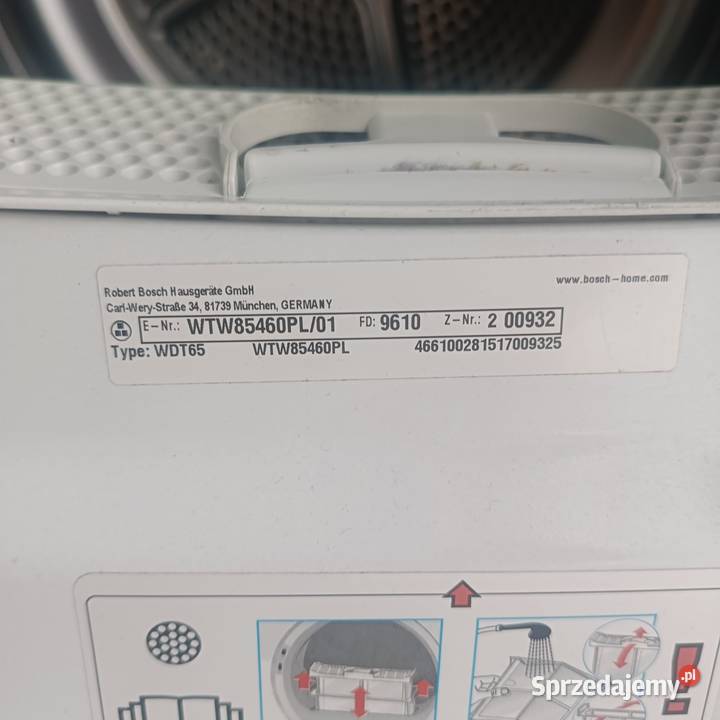 Robert Bosch Hausgeräte GmbH
Carl-Wery-Straße 34, 81739 München, GERMANY
www.bosch-home.com
E-Nr.: WTW85460PL/01 FD: 9610 Z-Nr.: 2 00932
Type: WDT65 WTW85460PL 466100281517009325
Sprzedajemy.pl